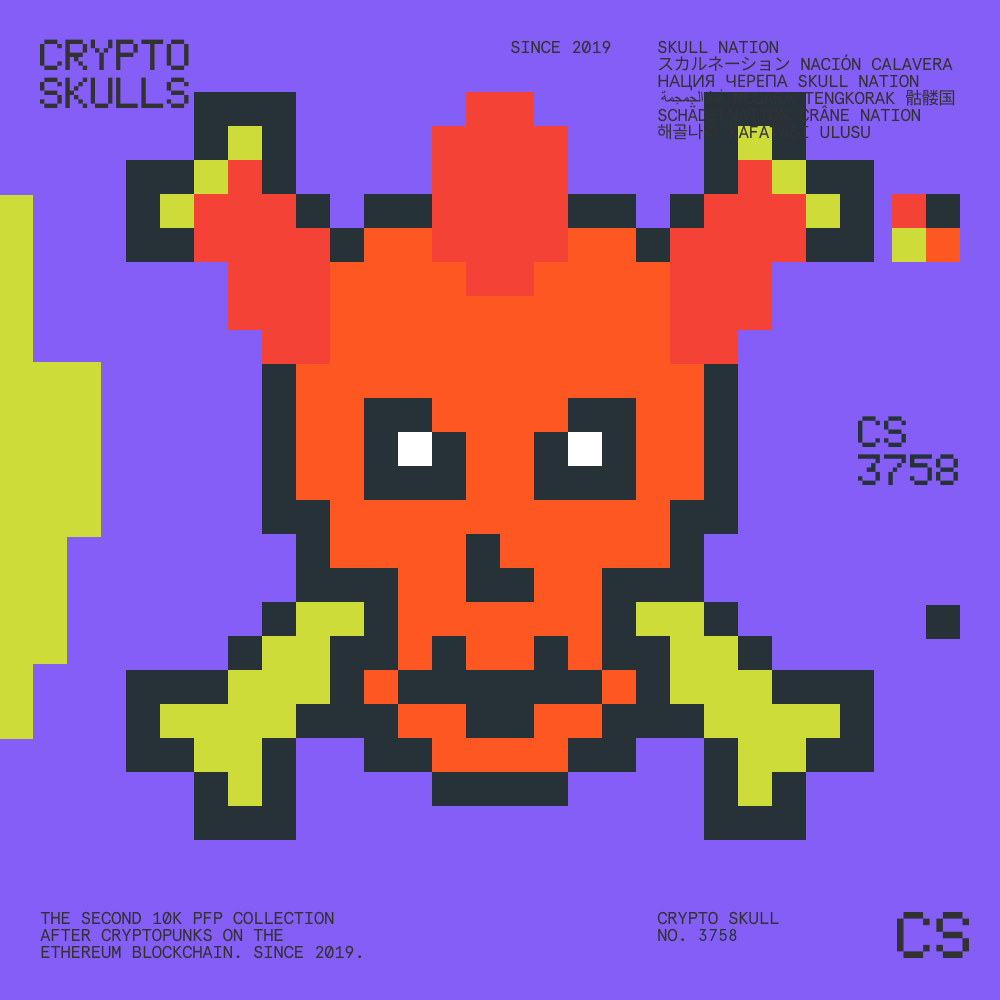 CRYPTO
SKULLS
SINCE 2019
SKULL NATION
スカルネーション NACIÓN CALAVERA
НАЦИЯ ЧЕРЕПА SKULL NATION
TENGKORAK 骷髅国
CRÂNE NATION
해골 ULUSU
CS
3758
THE SECOND 10K PFP COLLECTION
AFTER CRYPTOPUNKS ON THE
ETHEREUM BLOCKCHAIN. SINCE 2019.
CRYPTO SKULL
NO. 3758
CS